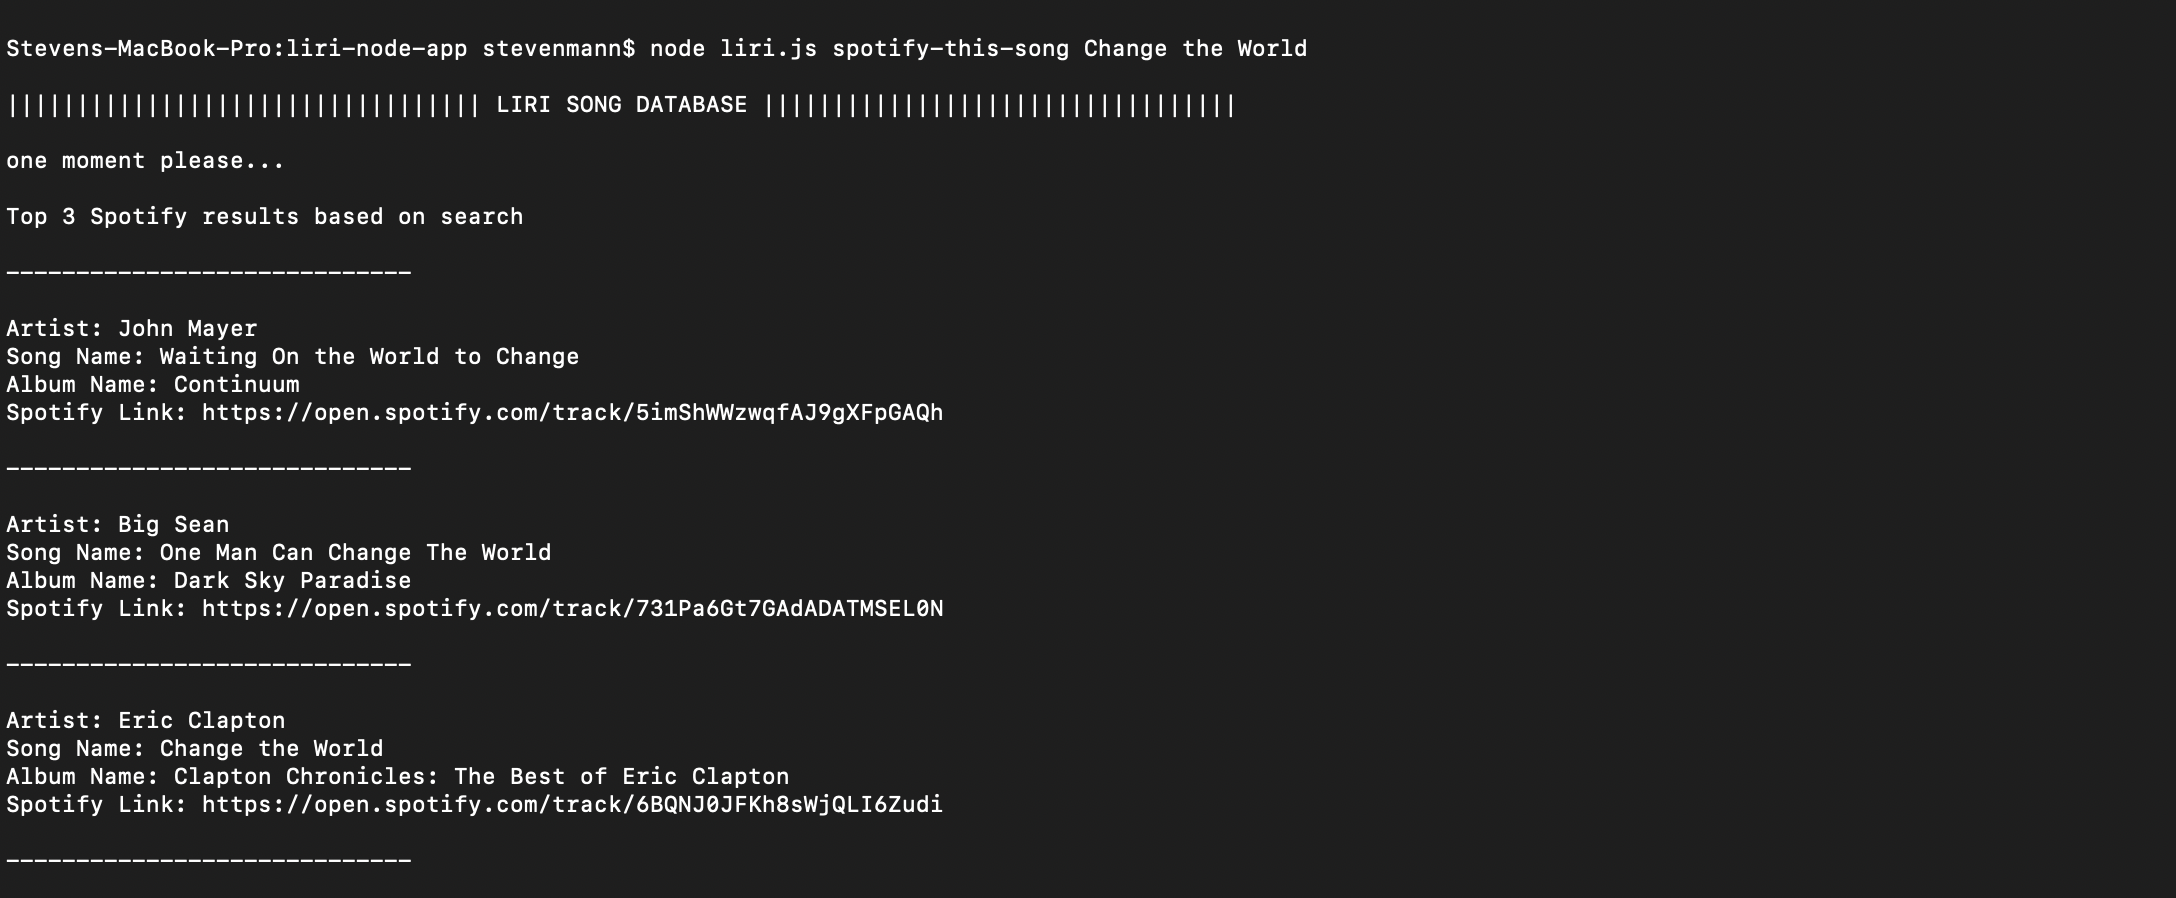 Stevens-MacBook-Pro:liri-node-app stevenmann$ node liri.js spotify-this-song Change the World
|||||||||||||||||||||||||||||||||| LIRI SONG DATABASE ||||||||||||||||||||||||||||||||||
one moment please...
Top 3 Spotify results based on search
-----------------------------
Artist: John Mayer
Song Name: Waiting On the World to Change
Album Name: Continuum
Spotify Link: https://open.spotify.com/track/5imShWWzwqfAJ9gXFpGAQh
-----------------------------
Artist: Big Sean
Song Name: One Man Can Change The World
Album Name: Dark Sky Paradise
Spotify Link: https://open.spotify.com/track/731Pa6Gt7GAdADATMSEL0N
-----------------------------
Artist: Eric Clapton
Song Name: Change the World
Album Name: Clapton Chronicles: The Best of Eric Clapton
Spotify Link: https://open.spotify.com/track/6BQNJ0JFKh8sWjQLI6Zudi
-----------------------------